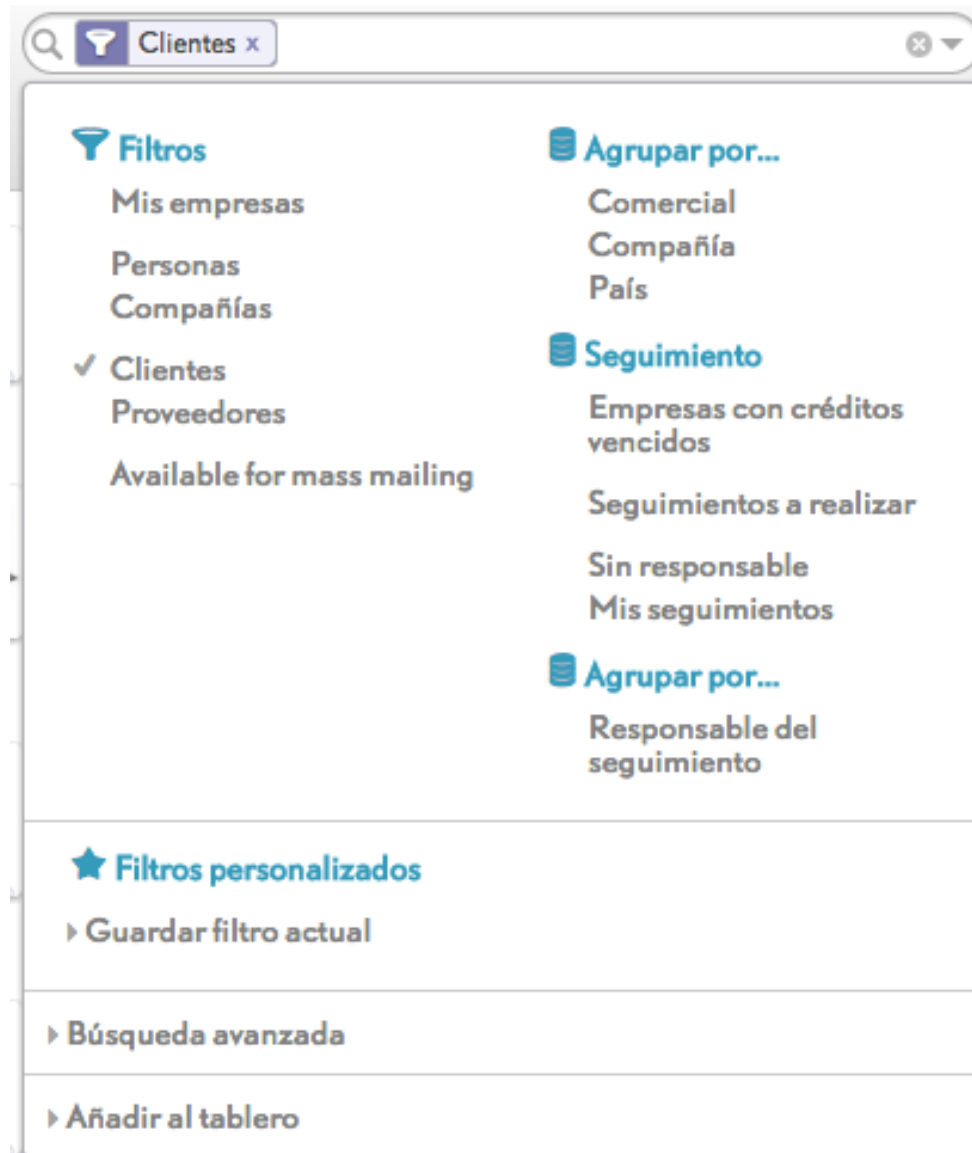 Clientes x
Filtros
Mis empresas
Personas
Compañías
Clientes
Proveedores
Available for mass mailing
Agrupar por...
Comercial
Compañía
País
Seguimiento
Empresas con créditos
vencidos
Seguimientos a realizar
Sin responsable
Mis seguimientos
Agrupar por...
Responsable del
seguimiento
Filtros personalizados
Guardar filtro actual
Búsqueda avanzada
Añadir al tablero